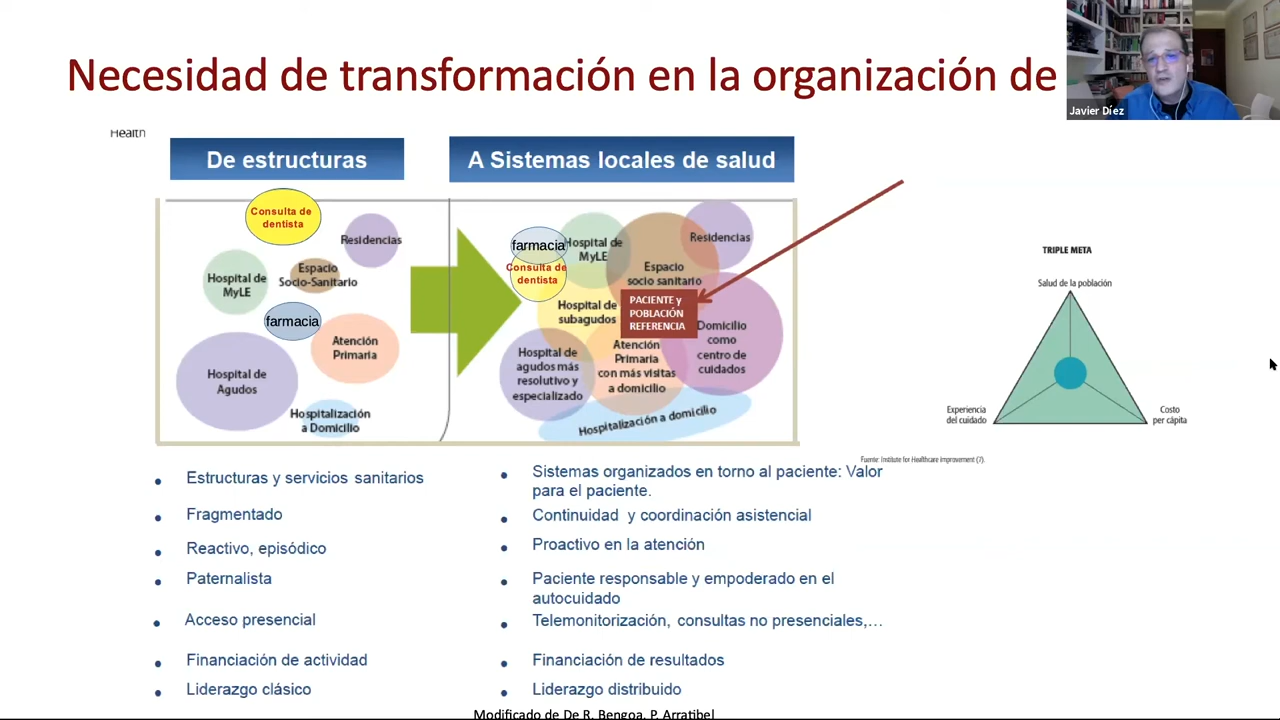 Necesidad de transformación en la organización de
Javier Díez
Health
De estructuras
A Sistemas locales de salud
Consulta de
dentista
Residencias
Hospital de
MyLE
Espacio
Socio-Sanitario
farmacia
Atención
Primaria
Hospital de
Agudos
Hospitalización
a Domicilio
farmacia
Hospital de
MyLE
Residencias
Consulta de
dentista
Espacio
socio sanitario
Hospital de
subagudos
PACIENTE y
POBLACIÓN
REFERENCIA
Domicilio
como
centro de
cuidados
Atención
Primaria
con más visitas
a domicilio
Hospital de
agudos más
resolutivo y
especializado
Hospitalización a domicilio
TRIPLE META
Salud de la población
Experiencia
del cuidado
Costo
per cápita
Fuente: Institute for Healthcare Improvement (7).
• Estructuras y servicios sanitarios
• Fragmentado
• Reactivo, episódico
• Paternalista
• Acceso presencial
• Financiación de actividad
• Liderazgo clásico
• Sistemas organizados en torno al paciente: Valor
para el paciente.
• Continuidad y coordinación asistencial
• Proactivo en la atención
• Paciente responsable y empoderado en el
autocuidado
• Telemonitorización, consultas no presenciales,…
• Financiación de resultados
• Liderazgo distribuido
Modificado de De R. Bengoa. P. Arratibel